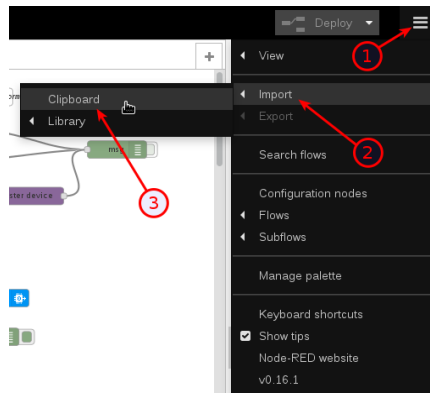 Deploy
1
View
Import
Export
2
Clipboard
Library
3
Search flows
Configuration nodes
Flows
Subflows
Manage palette
Keyboard shortcuts
Show tips
Node-RED website
v0.16.1
ster device